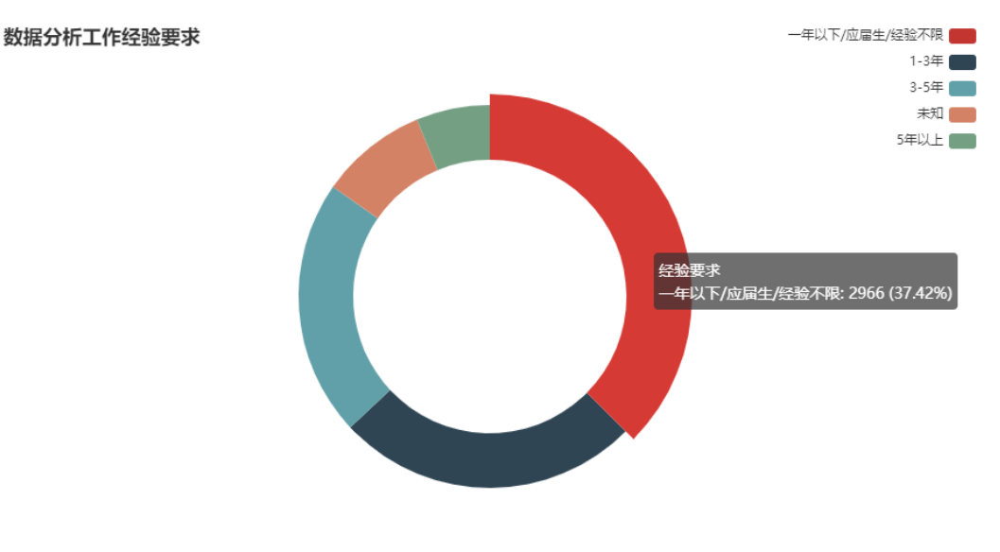 数据分析工作经验要求
一年以下/应届生/经验不限
1-3年
3-5年
未知
5年以上
经验要求
一年以下/应届生/经验不限: 2966 (37.42%)